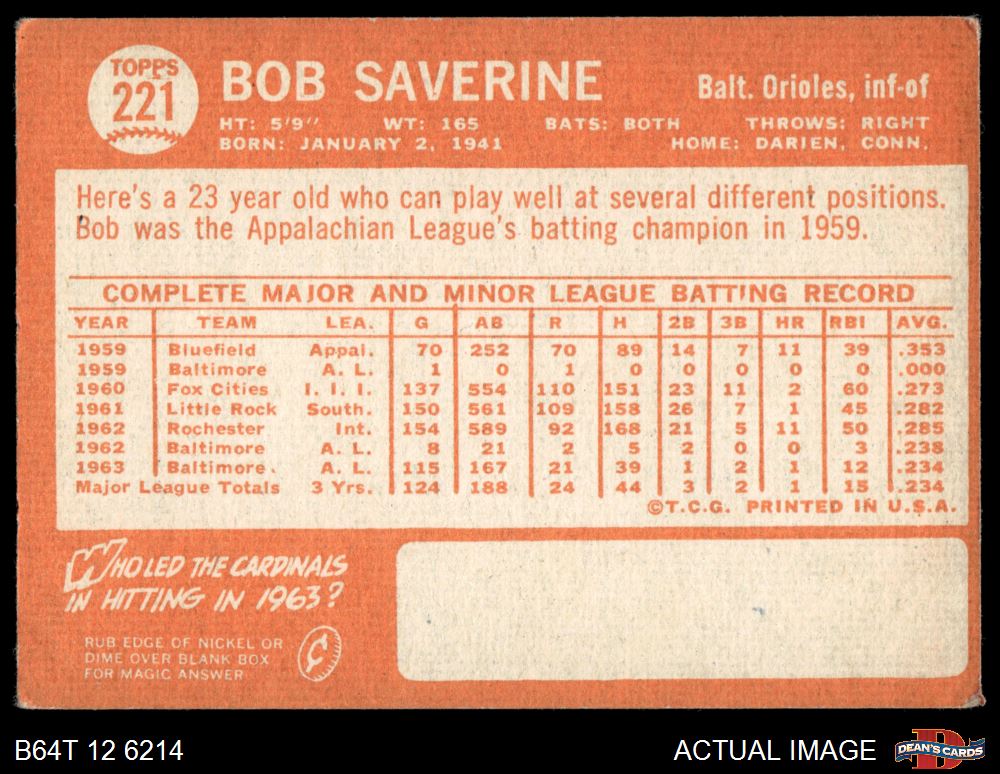 TOPPS
221
BOB SAVERINE
Balt. Orioles, inf-of
HT: 5'9" WT: 165 BATS: BOTH THROWS: RIGHT
BORN: JANUARY 2, 1941 HOME: DARIEN, CONN.
Here's a 23 year old who can play well at several different positions.
Bob was the Appalachian League's batting champion in 1959.
COMPLETE MAJOR AND MINOR LEAGUE BATTING RECORD
YEAR TEAM LEA. G AB R H 2B 3B HR RBI AVG.
1959 Bluefield Appal. 70 252 70 89 14 7 11 39 .353
1959 Baltimore A. L. 1 0 1 0 0 0 0 0 .000
1960 Fox Cities I. I. I. 137 554 110 151 23 11 2 60 .273
1961 Little Rock South. 150 561 109 158 26 7 1 45 .282
1962 Rochester Int. 154 589 92 168 21 5 11 50 .285
1962 Baltimore A. L. 8 21 2 5 2 0 0 3 .238
1963 Baltimore. A. L. 115 167 21 39 1 2 1 12 .234
Major League Totals 3 Yrs. 124 188 24 44 3 2 1 15 .234
©T.C.G. PRINTED IN U.S.A.
WHO LED THE CARDINALS
IN HITTING IN 1963?
RUB EDGE OF NICKEL OR
DIME OVER BLANK BOX
FOR MAGIC ANSWER
¢
B64T 12 6214
ACTUAL IMAGE
D
DEAN'S CARDS